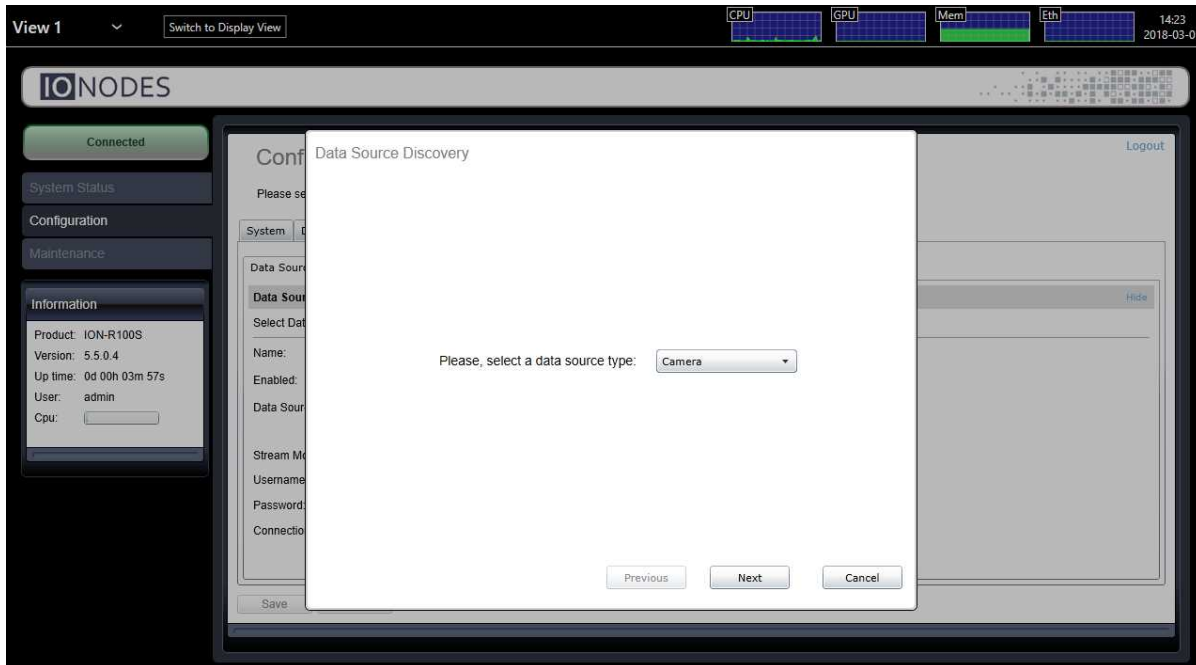 View 1
Switch to Display View
CPU
GPU
Mem
Eth
14:23
2018-03-0
IONODES
Connected
System Status
Configuration
Maintenance
Information
Product: ION-R100S
Version: 5.5.0.4
Up time: 0d 00h 03m 57s
User: admin
Cpu:
Logout
Conf
Please se
System D
Data Sour
Data Sour
Hide
Select Dat
Name:
Enabled:
Data Sour
Stream Mo
Username
Password:
Connectio
Save
Data Source Discovery
Please, select a data source type: Camera
Previous
Next
Cancel